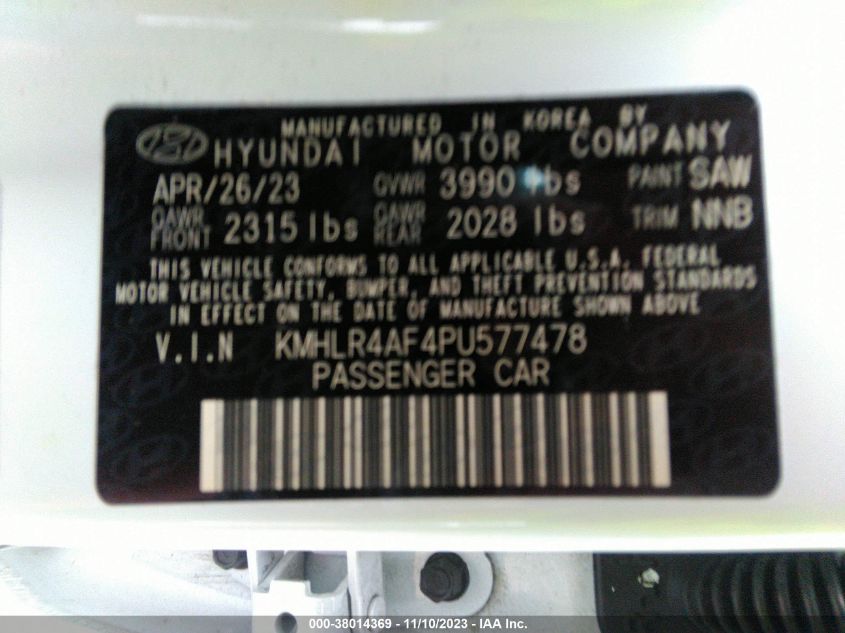 MANUFACTURED IN KOREA BY
HYUNDAI MOTOR COMPANY
APR/26/23 GVWR 3990 lbs PAINT SAW
GAWR FRONT 2315 lbs GAWR REAR 2028 lbs TRIM NNB
THIS VEHICLE CONFORMS TO ALL APPLICABLE U.S.A. FEDERAL
MOTOR VEHICLE SAFETY, BUMPER, AND THEFT PREVENTION STANDARDS
IN EFFECT ON THE DATE OF MANUFACTURE SHOWN ABOVE
V.I.N KMHLR4AF4PU577478
PASSENGER CAR
000-38014369 - 11/10/2023 - IAA Inc.